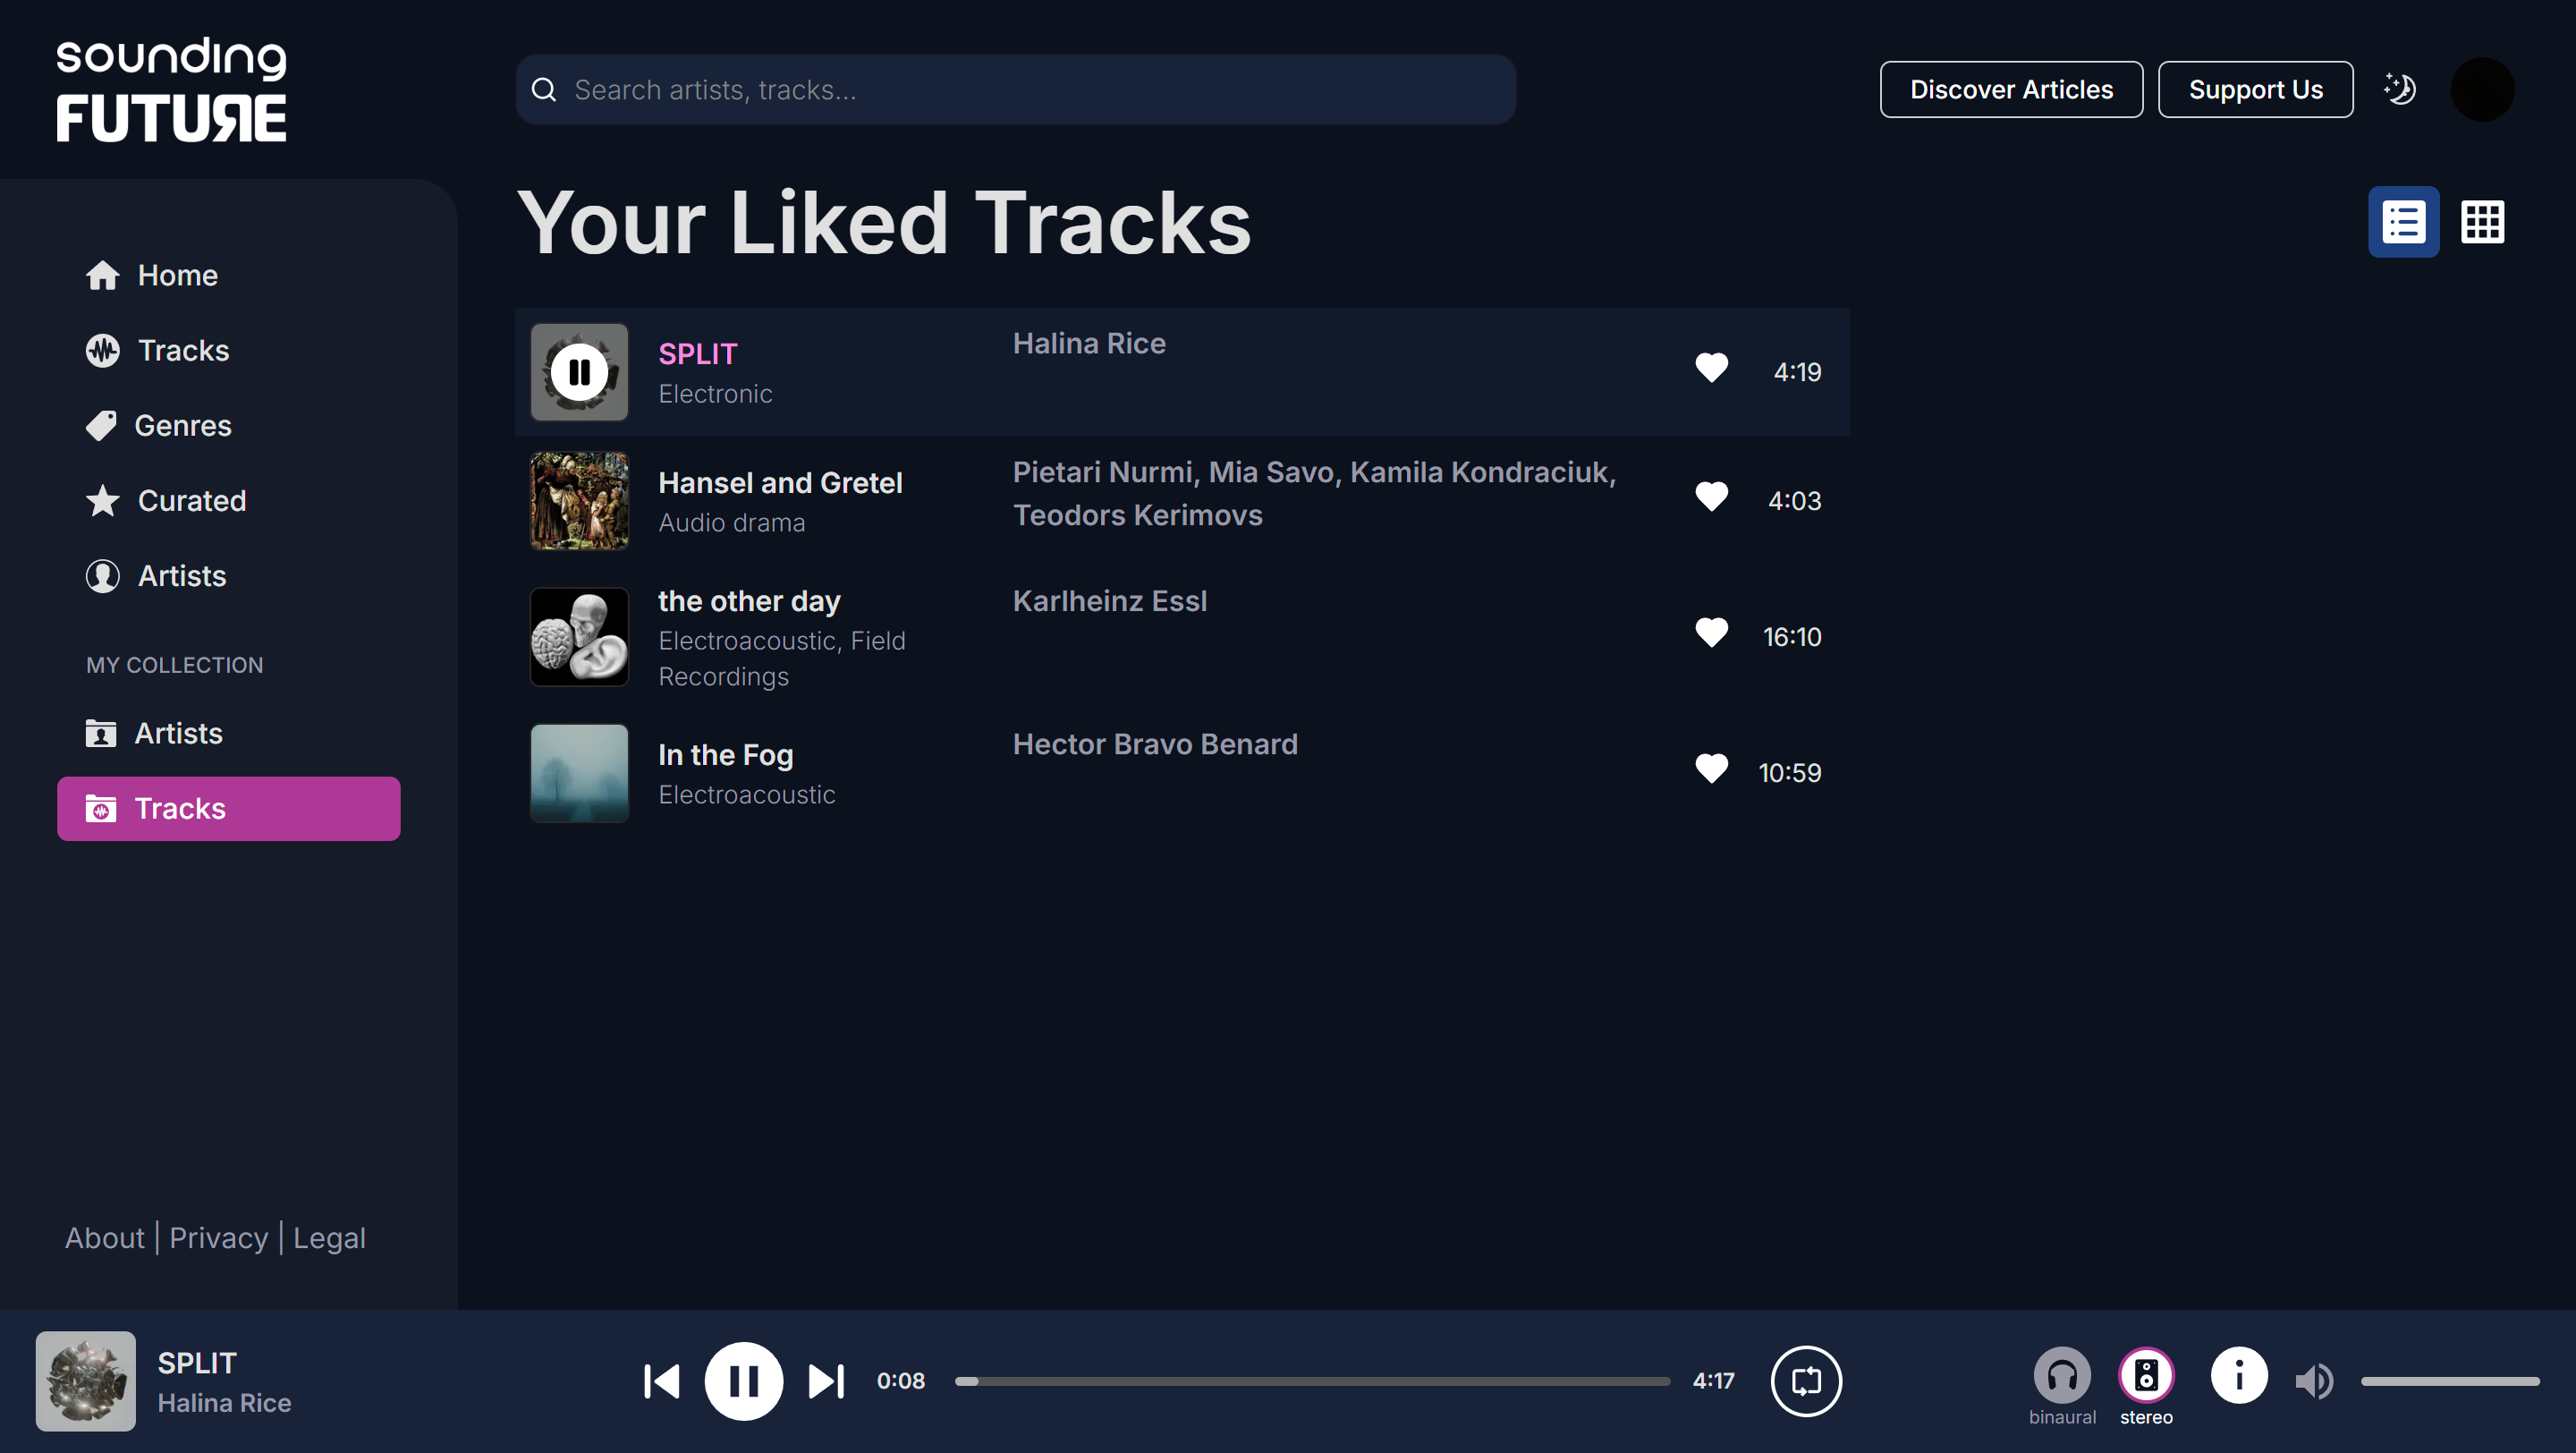 sounding
FUTURE
Search artists, tracks...
Discover Articles
Support Us
Home
Tracks
Genres
Curated
Artists
MY COLLECTION
Artists
Tracks
About | Privacy | Legal
Your Liked Tracks
SPLIT
Electronic
Halina Rice
4:19
Hansel and Gretel
Audio drama
Pietari Nurmi, Mia Savo, Kamila Kondraciuk,
Teodors Kerimovs
4:03
the other day
Electroacoustic, Field
Recordings
Karlheinz Essl
16:10
In the Fog
Electroacoustic
Hector Bravo Benard
10:59
SPLIT
Halina Rice
0:08
4:17
binaural
stereo